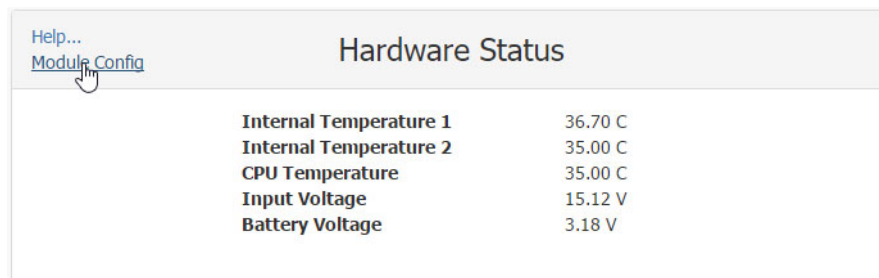 Help...
Module Config
Hardware Status
Internal Temperature 1 36.70 C
Internal Temperature 2 35.00 C
CPU Temperature 35.00 C
Input Voltage 15.12 V
Battery Voltage 3.18 V